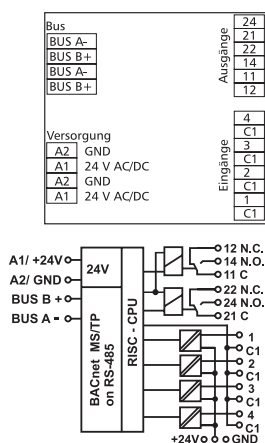 Bus
BUS A-
BUS B+
BUS A-
BUS B+
Versorgung
A2 GND
A1 24 V AC/DC
A2 GND
A1 24 V AC/DC
Ausgänge
24
21
22
14
11
12
Eingänge
4
C1
3
C1
2
C1
1
C1
A1/ +24V
A2/ GND
BUS B +
BUS A -
24V
BACnet MS/TP
on RS-485
RISC - CPU
12 N.C.
14 N.O.
11 C
22 N.C.
24 N.O.
21 C
1
C1
2
C1
3
C1
4
C1
+24V
GND